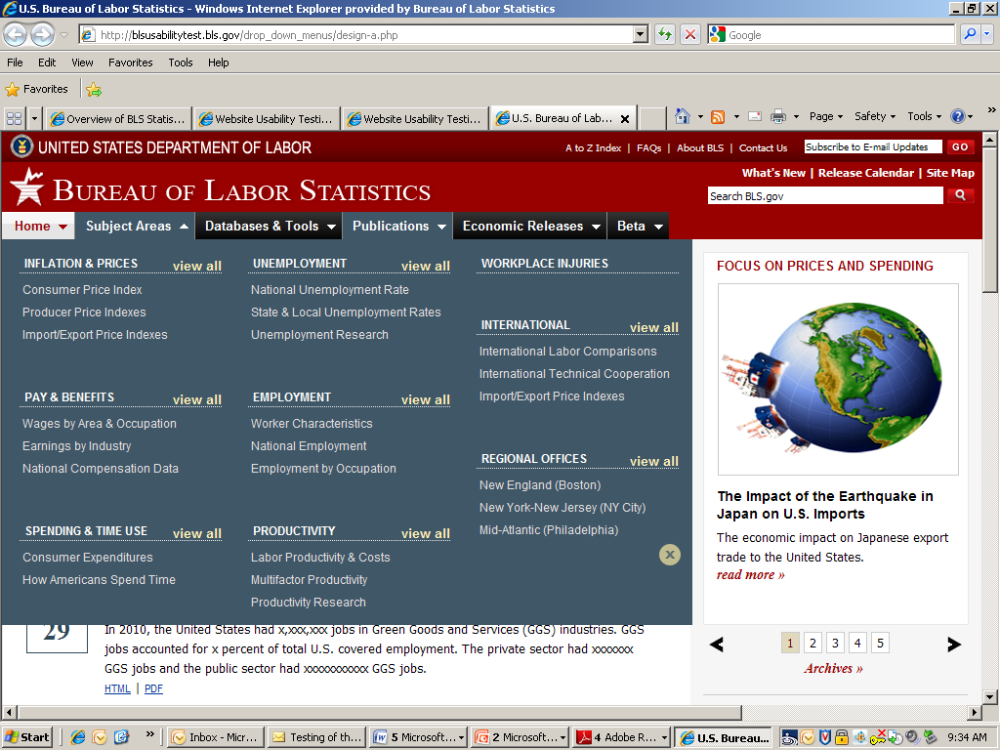 U.S. Bureau of Labor Statistics - Windows Internet Explorer provided by Bureau of Labor Statistics
http://blsusabilitytest.bls.gov/drop_down_menus/design-a.php
Google
File Edit View Favorites Tools Help
Favorites
Overview of BLS Statis... Website Usability Testi... Website Usability Testi... U.S. Bureau of Lab...
Page Safety Tools
UNITED STATES DEPARTMENT OF LABOR
A to Z Index | FAQs | About BLS | Contact Us
Subscribe to E-mail Updates GO
BUREAU OF LABOR STATISTICS
What's New | Release Calendar | Site Map
Search BLS.gov
Home Subject Areas Databases & Tools Publications Economic Releases Beta
INFLATION & PRICES view all
Consumer Price Index
Producer Price Indexes
Import/Export Price Indexes
PAY & BENEFITS view all
Wages by Area & Occupation
Earnings by Industry
National Compensation Data
SPENDING & TIME USE view all
Consumer Expenditures
How Americans Spend Time
UNEMPLOYMENT view all
National Unemployment Rate
State & Local Unemployment Rates
Unemployment Research
EMPLOYMENT view all
Worker Characteristics
National Employment
Employment by Occupation
PRODUCTIVITY view all
Labor Productivity & Costs
Multifactor Productivity
Productivity Research
WORKPLACE INJURIES
INTERNATIONAL view all
International Labor Comparisons
International Technical Cooperation
Import/Export Price Indexes
REGIONAL OFFICES view all
New England (Boston)
New York-New Jersey (NY City)
Mid-Atlantic (Philadelphia)
x
FOCUS ON PRICES AND SPENDING
The Impact of the Earthquake in
Japan on U.S. Imports
The economic impact on Japanese export
trade to the United States.
read more »
1 2 3 4 5
Archives »
29
In 2010, the United States had x,xxx,xxx jobs in Green Goods and Services (GGS) industries. GGS
jobs accounted for x percent of total U.S. covered employment. The private sector had xxxxxxx
GGS jobs and the public sector had xxxxxxxxxxx GGS jobs.
HTML | PDF
Start Inbox - Micr... Testing of th... 5 Microsoft... 2 Microsoft... 4 Adobe R... U.S. Bureau... 9:34 AM